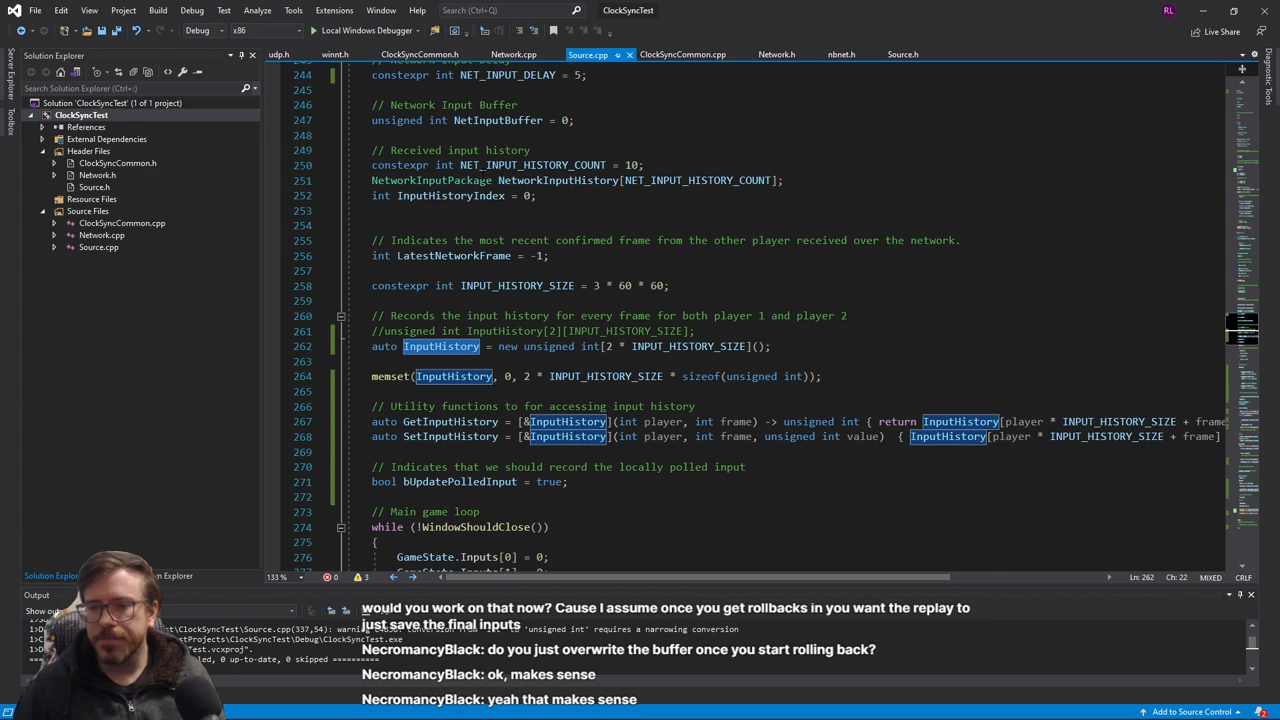 File Edit View Git Project Build Debug Test Analyze Tools Extensions Window Help Search (Ctrl+Q) ClockSyncTest RL
Debug x86 Local Windows Debugger Live Share
Server Explorer
Toolbox
Diagnostic Tools
Solution Explorer
Search Solution Explorer (Ctrl+;)
Solution 'ClockSyncTest' (1 of 1 project)
ClockSyncTest
References
External Dependencies
Header Files
ClockSyncCommon.h
Network.h
Source.h
Resource Files
Source Files
ClockSyncCommon.cpp
Network.cpp
Source.cpp
udp.h winnt.h ClockSyncCommon.h Network.cpp Source.cpp ClockSyncCommon.cpp Network.h nbnet.h Source.h
244 constexpr int NET_INPUT_DELAY = 5;
245
246 // Network Input Buffer
247 unsigned int NetInputBuffer = 0;
248
249 // Received input history
250 constexpr int NET_INPUT_HISTORY_COUNT = 10;
251 NetworkInputPackage NetworkInputHistory[NET_INPUT_HISTORY_COUNT];
252 int InputHistoryIndex = 0;
253
254
255 // Indicates the most recent confirmed frame from the other player received over the network.
256 int LatestNetworkFrame = -1;
257
258 constexpr int INPUT_HISTORY_SIZE = 3 * 60 * 60;
259
260 // Records the input history for every frame for both player 1 and player 2
261 //unsigned int InputHistory[2][INPUT_HISTORY_SIZE];
262 auto InputHistory = new unsigned int[2 * INPUT_HISTORY_SIZE]();
263
264 memset(InputHistory, 0, 2 * INPUT_HISTORY_SIZE * sizeof(unsigned int));
265
266 // Utility functions to for accessing input history
267 auto GetInputHistory = [&InputHistory](int player, int frame) -> unsigned int { return InputHistory[player * INPUT_HISTORY_SIZE + frame
268 auto SetInputHistory = [&InputHistory](int player, int frame, unsigned int value) { InputHistory[player * INPUT_HISTORY_SIZE + frame]
269
270 // Indicates that we should record the locally polled input
271 bool bUpdatePolledInput = true;
272
273 // Main game loop
274 while (!WindowShouldClose())
275 {
276 GameState.Inputs[0] = 0;
133 % 0 3 Ln: 262 Ch: 22 MIXED CRLF
Solution Explorer
Output
would you work on that now? Cause I assume once you get rollbacks in you want the replay to
just save the final inputs
NecromancyBlack: do you just overwrite the buffer once you start rolling back?
NecromancyBlack: ok, makes sense
NecromancyBlack: yeah that makes sense
Add to Source Control 2